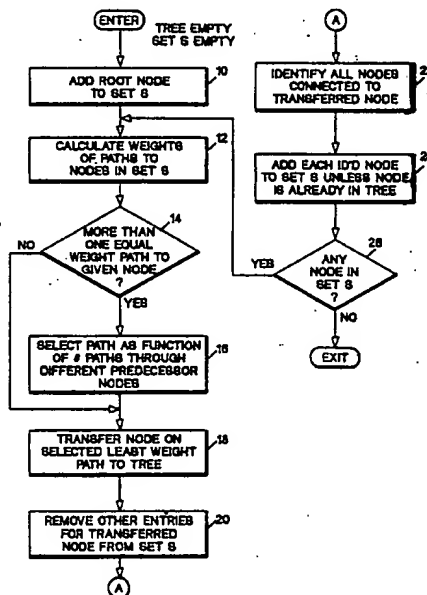 ENTER
TREE EMPTY
SET S EMPTY
ADD ROOT NODE
TO SET S
10
CALCULATE WEIGHTS
OF PATHS TO
NODES IN SET S
12
MORE THAN
ONE EQUAL
WEIGHT PATH TO
GIVEN NODE
?
14
NO
YES
SELECT PATH AS FUNCTION
OF # PATHS THROUGH
DIFFERENT PREDECESSOR
NODES
16
TRANSFER NODE ON
SELECTED LEAST WEIGHT
PATH TO TREE
18
REMOVE OTHER ENTRIES
FOR TRANSFERRED
NODE FROM SET S
20
A
A
IDENTIFY ALL NODES
CONNECTED TO
TRANSFERRED NODE
ADD EACH ID'D NODE
TO SET S UNLESS NODE
IS ALREADY IN TREE
ANY
NODE IN
SET S
?
26
YES
NO
EXIT